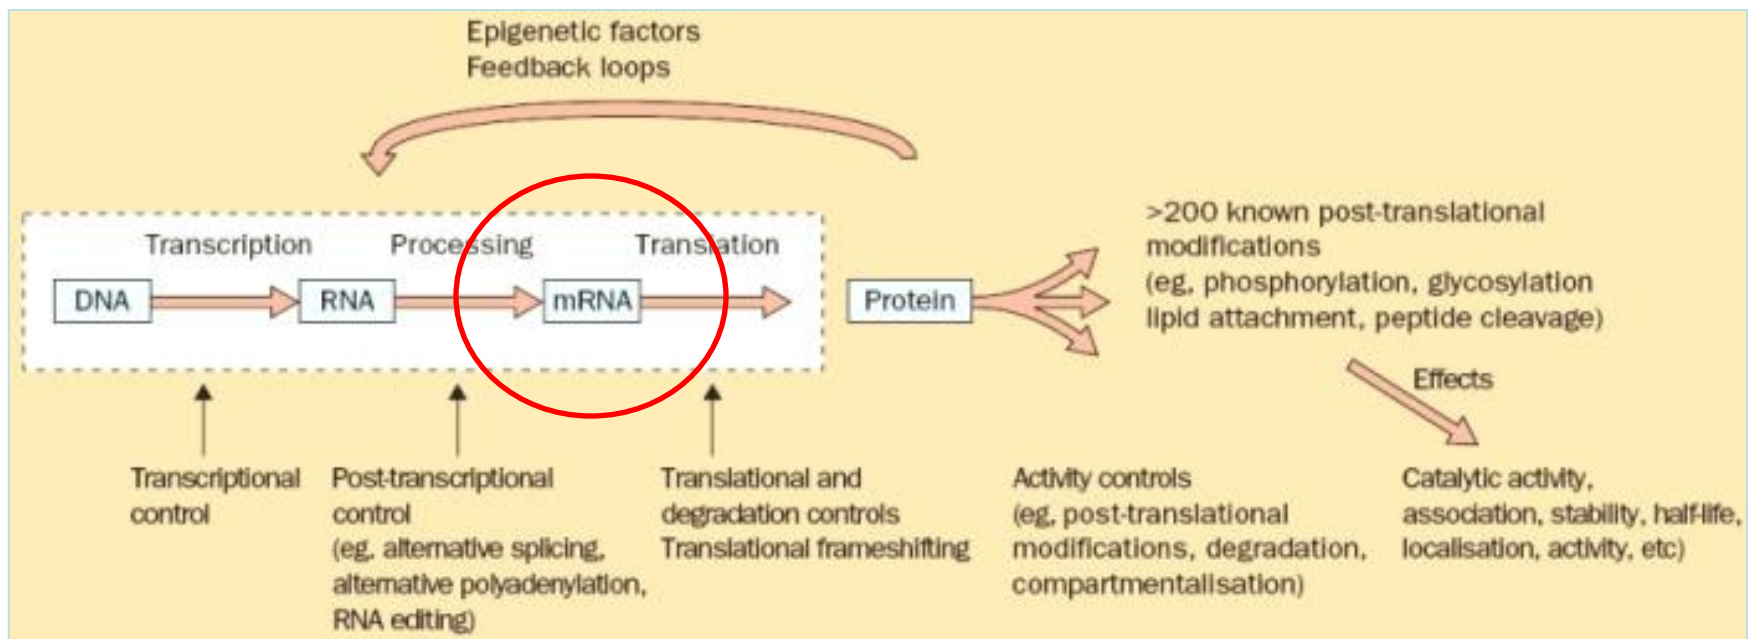 Epigenetic factors
Feedback loops
Transcription
Processing
Translation
DNA
RNA
mRNA
Protein
>200 known post-translational
modifications
(eg, phosphorylation, glycosylation
lipid attachment, peptide cleavage)
Effects
Transcriptional
control
Post-transcriptional
control
(eg, alternative splicing,
alternative polyadenylation,
RNA editing)
Translational and
degradation controls
Translational frameshifting
Activity controls
(eg, post-translational
modifications, degradation,
compartmentalisation)
Catalytic activity,
association, stability, half-life,
localisation, activity, etc)